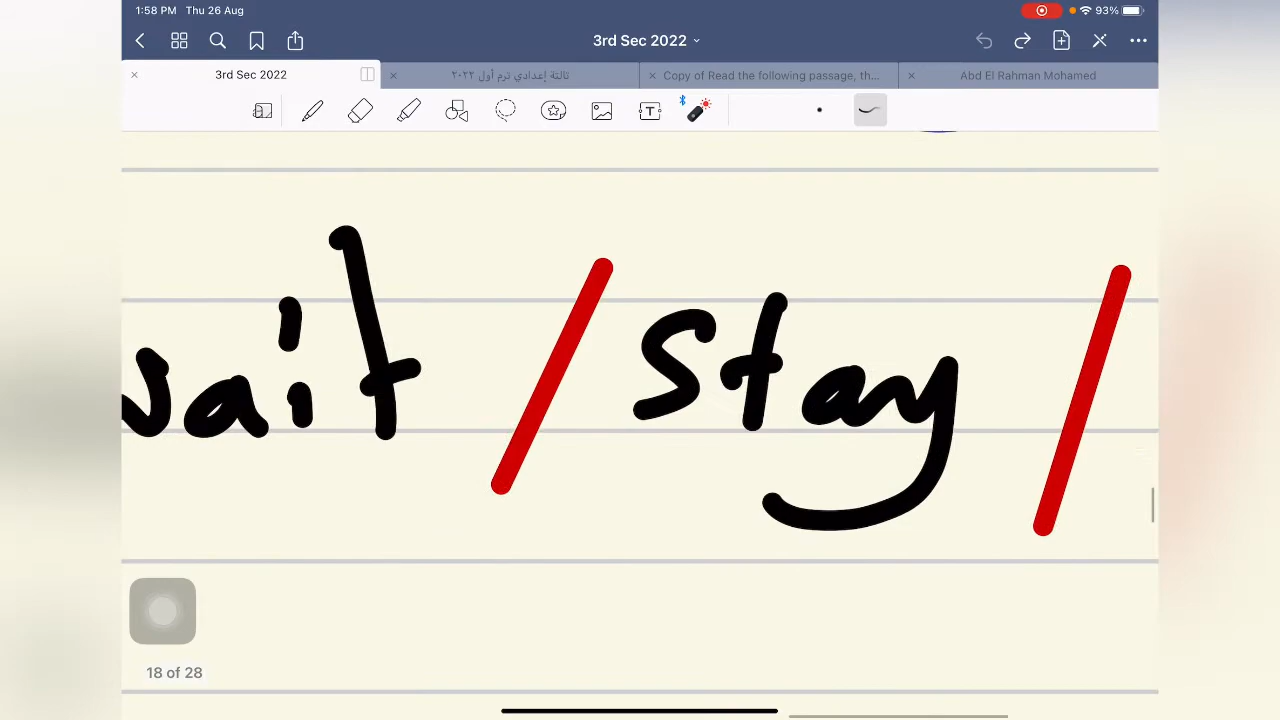 1:58 PM Thu 26 Aug 93%
3rd Sec 2022
3rd Sec 2022 ثالثة إعدادي ترم أول ٢٠٢٢ Copy of Read the following passage, th... Abd El Rahman Mohamed
wait / Stay /
18 of 28